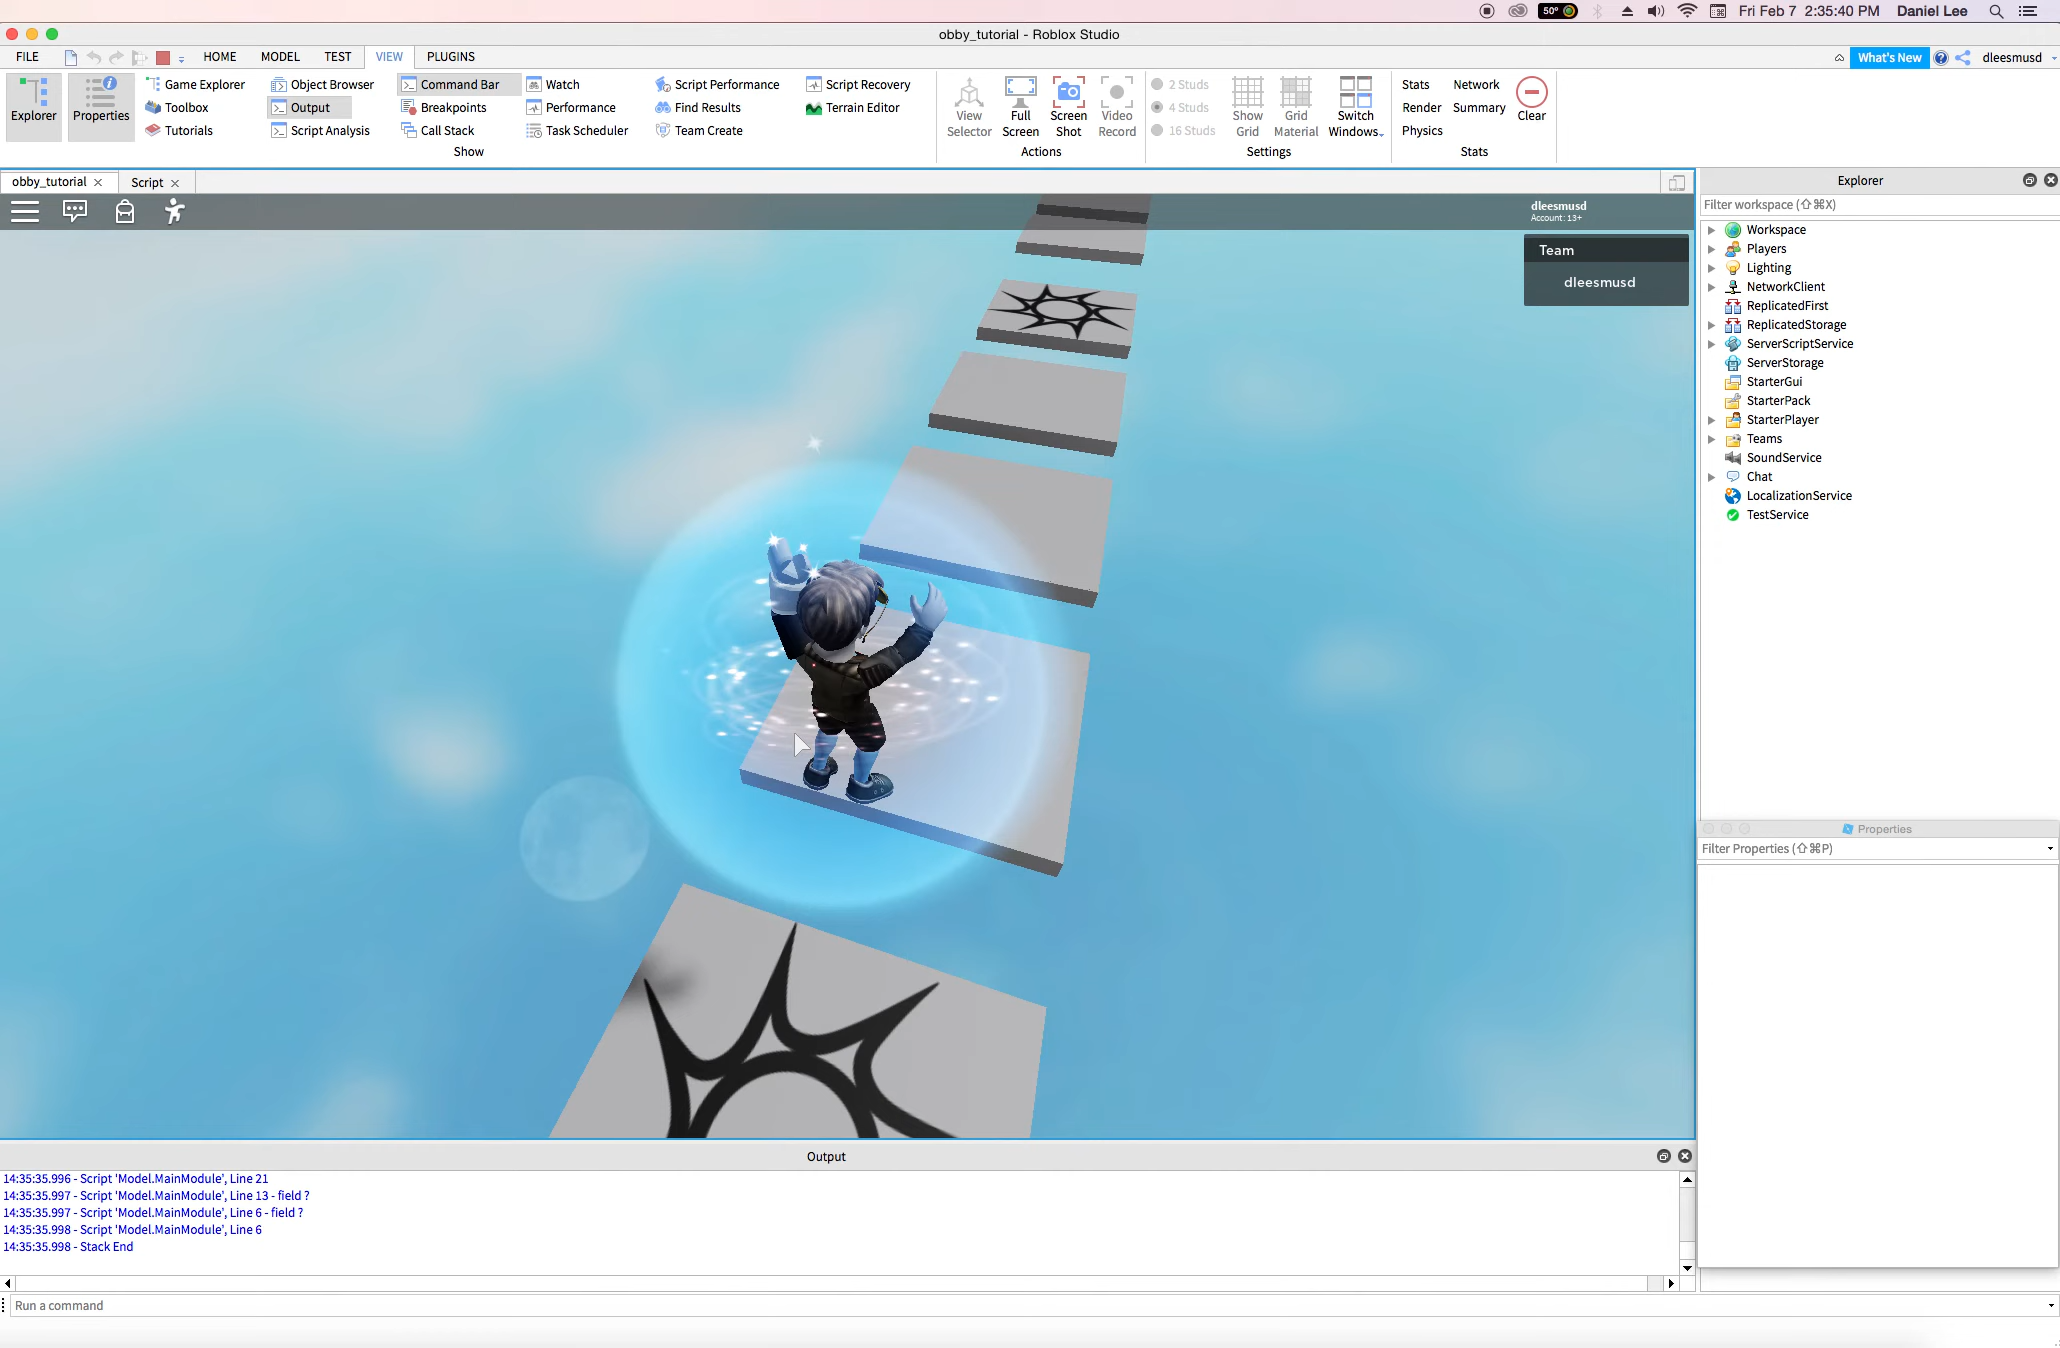 50°
Fri Feb 7 2:35:40 PM Daniel Lee
obby_tutorial - Roblox Studio
FILE HOME MODEL TEST VIEW PLUGINS
What's New dleesmusd
Explorer
Properties
Game Explorer
Toolbox
Tutorials
Object Browser
Output
Script Analysis
Command Bar
Breakpoints
Call Stack
Watch
Performance
Task Scheduler
Script Performance
Find Results
Team Create
Script Recovery
Terrain Editor
Show
View
Selector
Full
Screen
Screen
Shot
Video
Record
Actions
2 Studs
4 Studs
16 Studs
Show
Grid
Grid
Material
Switch
Windows
Settings
Stats Network
Render Summary
Physics
Clear
Stats
obby_tutorial Script
dleesmusd
Account: 13+
Team
dleesmusd
Explorer
Filter workspace (⇧⌘X)
Workspace
Players
Lighting
NetworkClient
ReplicatedFirst
ReplicatedStorage
ServerScriptService
ServerStorage
StarterGui
StarterPack
StarterPlayer
Teams
SoundService
Chat
LocalizationService
TestService
Properties
Filter Properties (⇧⌘P)
Output
14:35:35.996 - Script 'Model.MainModule', Line 21
14:35:35.997 - Script 'Model.MainModule', Line 13 - field ?
14:35:35.997 - Script 'Model.MainModule', Line 6 - field ?
14:35:35.998 - Script 'Model.MainModule', Line 6
14:35:35.998 - Stack End
Run a command